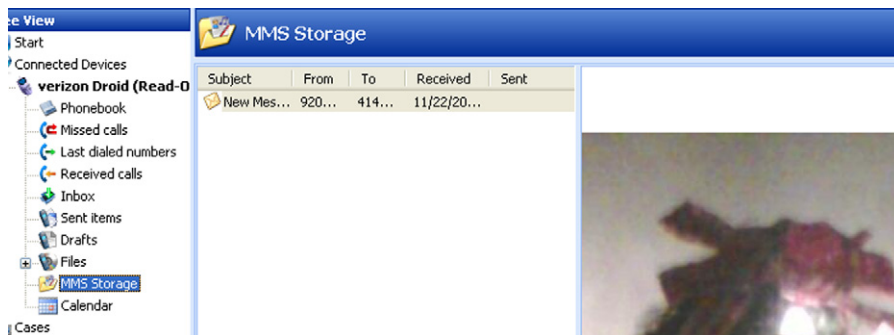 ee View
MMS Storage
Start
Connected Devices
verizon Droid (Read-O
Phonebook
Missed calls
Last dialed numbers
Received calls
Inbox
Sent items
Drafts
Files
MMS Storage
Calendar
Cases
Subject From To Received Sent
New Mes... 920... 414... 11/22/20...